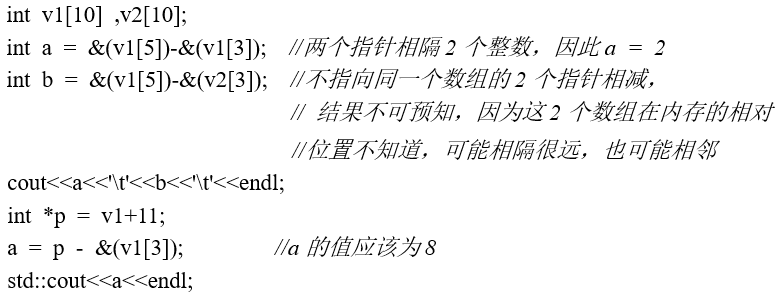 int v1[10] ,v2[10];
int a = &(v1[5])-&(v1[3]); //两个指针相隔2个整数，因此a = 2
int b = &(v1[5])-&(v2[3]); //不指向同一个数组的2个指针相减，
// 结果不可预知，因为这2个数组在内存的相对
//位置不知道，可能相隔很远，也可能相邻
cout<<a<<'\t'<<b<<'\t'<<endl;
int *p = v1+11;
a = p - &(v1[3]); //a的值应该为8
std::cout<<a<<endl;